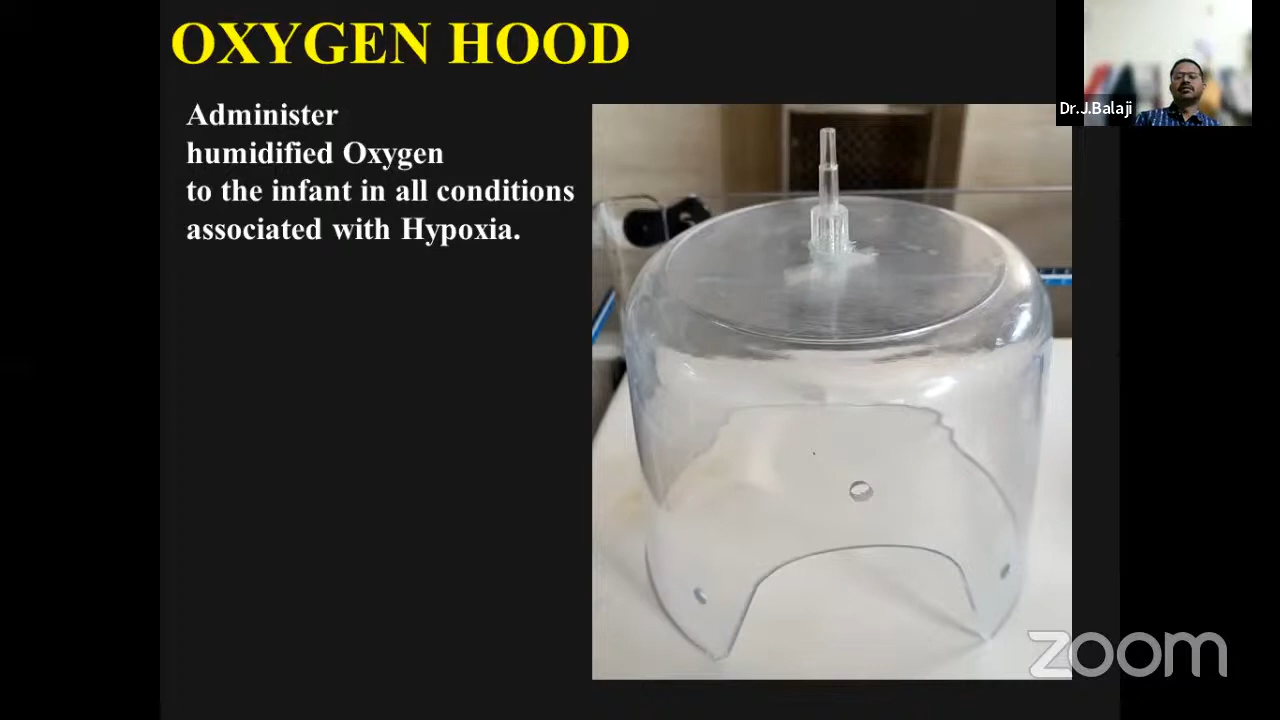 OXYGEN HOOD
Administer
humidified Oxygen
to the infant in all conditions
associated with Hypoxia.
Dr.J.Balaji
zoom